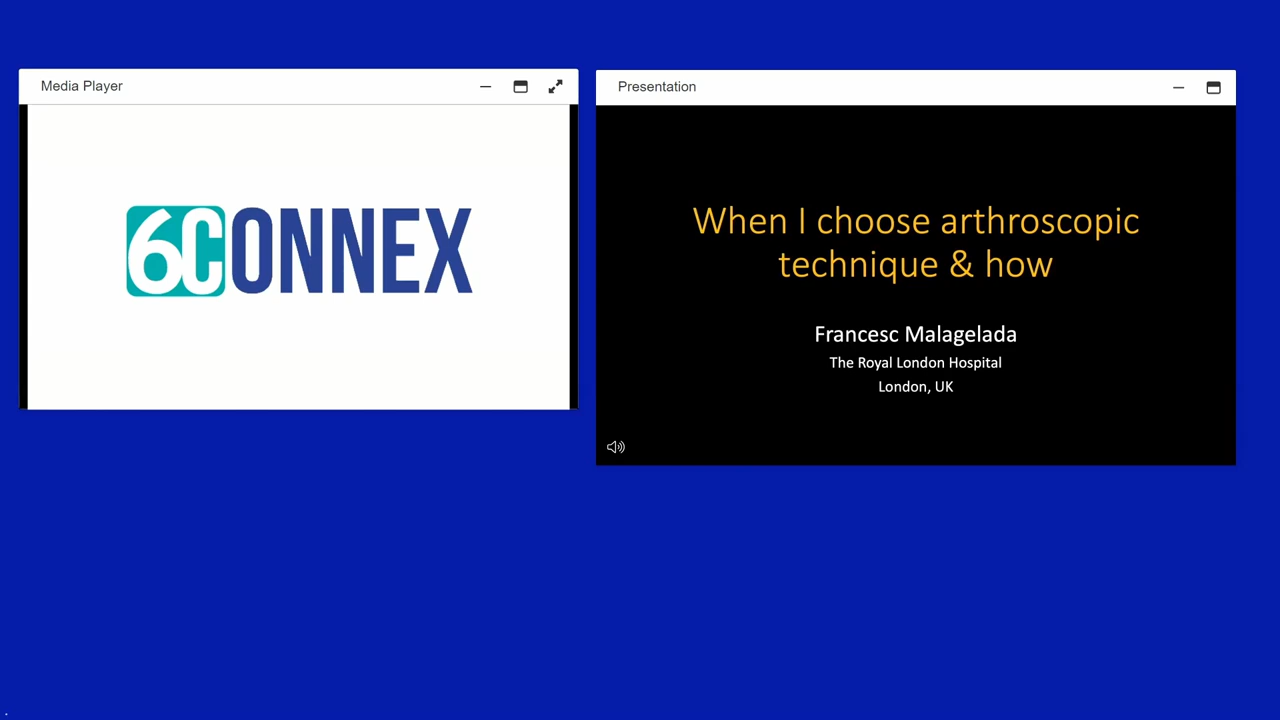 Media Player
6CONNEX
Presentation
When I choose arthroscopic
technique & how
Francesc Malagelada
The Royal London Hospital
London, UK